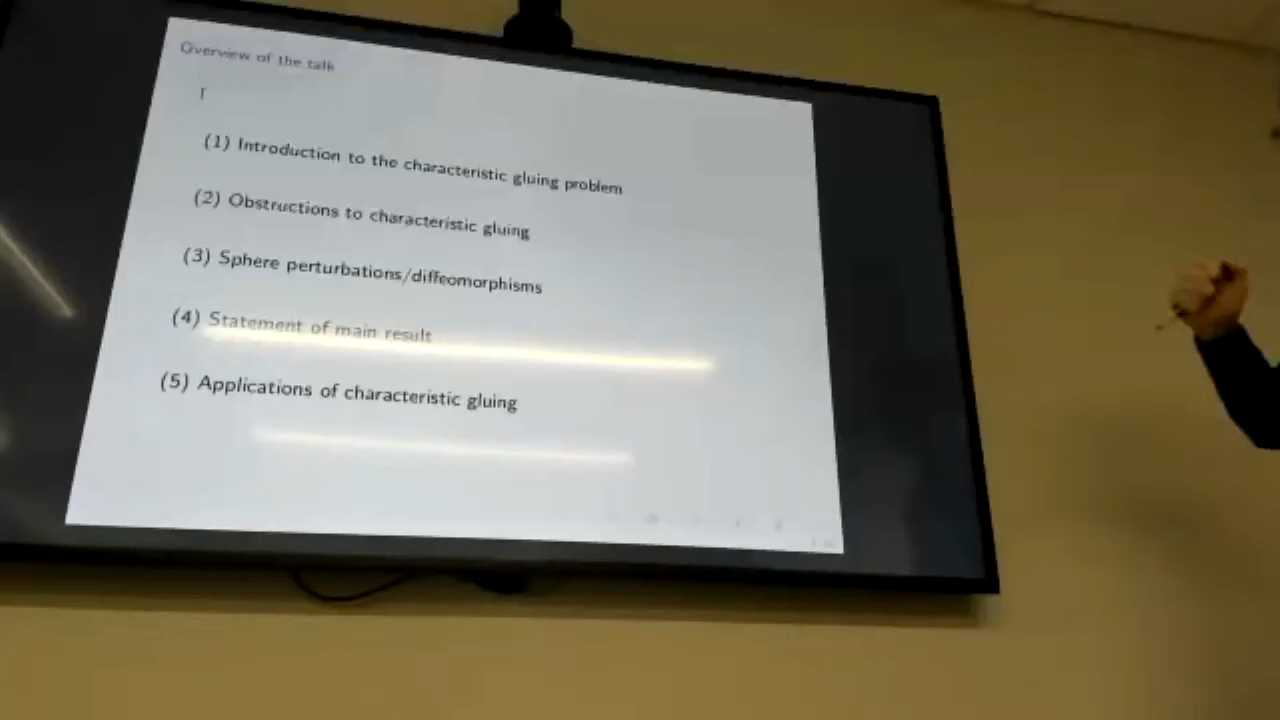 Overview of the talk
(1) Introduction to the characteristic gluing problem
(2) Obstructions to characteristic gluing
(3) Sphere perturbations/diffeomorphisms
(4) Statement of main result
(5) Applications of characteristic gluing